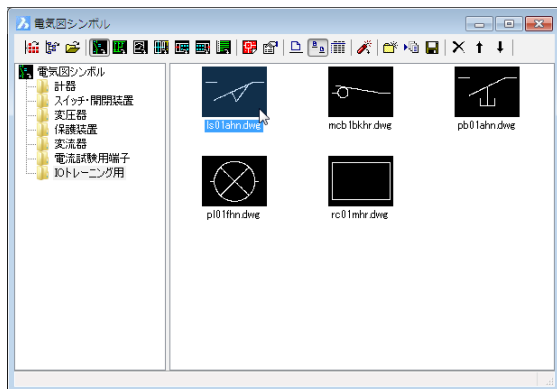 電気図シンボル
電気図シンボル
計器
スイッチ・開閉装置
変圧器
保護装置
変流器
電流試験用端子
IOトレーニング用
ls01ahn.dwg
mcb1bkhr.dwg
pb01ahn.dwg
pl01fhn.dwg
rc01mhr.dwg